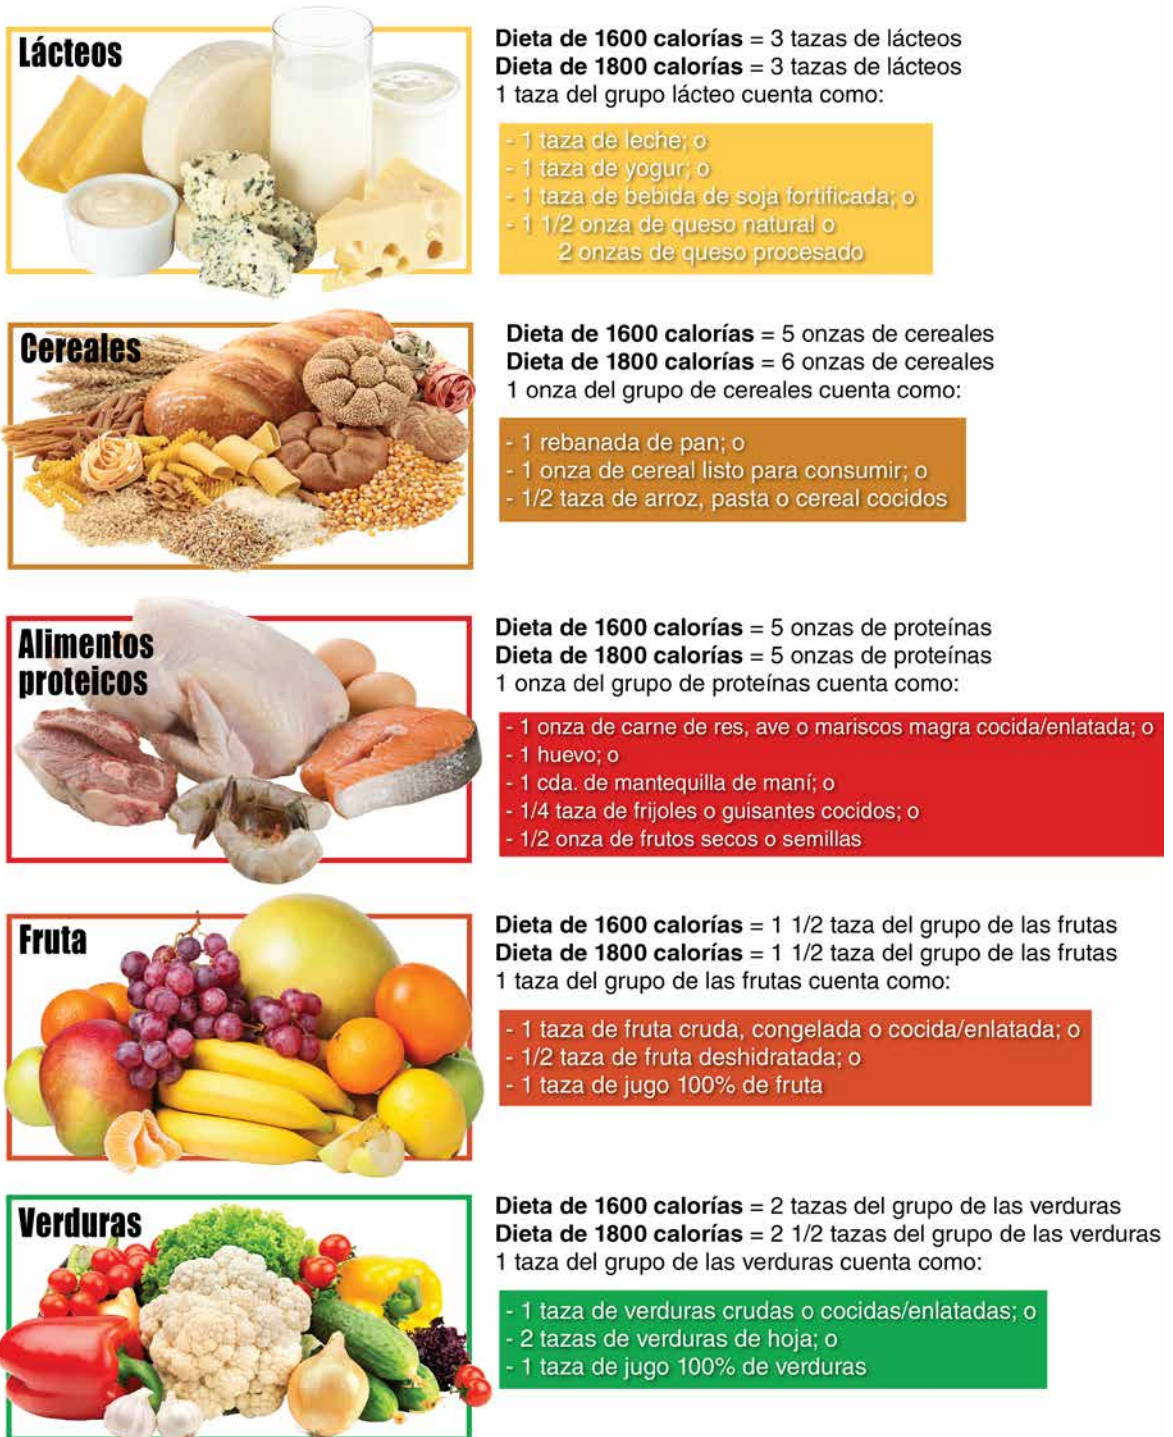 Lácteos
Dieta de 1600 calorías = 3 tazas de lácteos
Dieta de 1800 calorías = 3 tazas de lácteos
1 taza del grupo lácteo cuenta como:
- 1 taza de leche; o
- 1 taza de yogur; o
- 1 taza de bebida de soja fortificada; o
- 1 1/2 onza de queso natural o
2 onzas de queso procesado
Cereales
Dieta de 1600 calorías = 5 onzas de cereales
Dieta de 1800 calorías = 6 onzas de cereales
1 onza del grupo de cereales cuenta como:
- 1 rebanada de pan; o
- 1 onza de cereal listo para consumir; o
- 1/2 taza de arroz, pasta o cereal cocidos
Alimentos
proteicos
Dieta de 1600 calorías = 5 onzas de proteínas
Dieta de 1800 calorías = 5 onzas de proteínas
1 onza del grupo de proteínas cuenta como:
- 1 onza de carne de res, ave o mariscos magra cocida/enlatada; o
- 1 huevo; o
- 1 cda. de mantequilla de maní; o
- 1/4 taza de frijoles o guisantes cocidos; o
- 1/2 onza de frutos secos o semillas
Fruta
Dieta de 1600 calorías = 1 1/2 taza del grupo de las frutas
Dieta de 1800 calorías = 1 1/2 taza del grupo de las frutas
1 taza del grupo de las frutas cuenta como:
- 1 taza de fruta cruda, congelada o cocida/enlatada; o
- 1/2 taza de fruta deshidratada; o
- 1 taza de jugo 100% de fruta
Verduras
Dieta de 1600 calorías = 2 tazas del grupo de las verduras
Dieta de 1800 calorías = 2 1/2 tazas del grupo de las verduras
1 taza del grupo de las verduras cuenta como:
- 1 taza de verduras crudas o cocidas/enlatadas; o
- 2 tazas de verduras de hoja; o
- 1 taza de jugo 100% de verduras